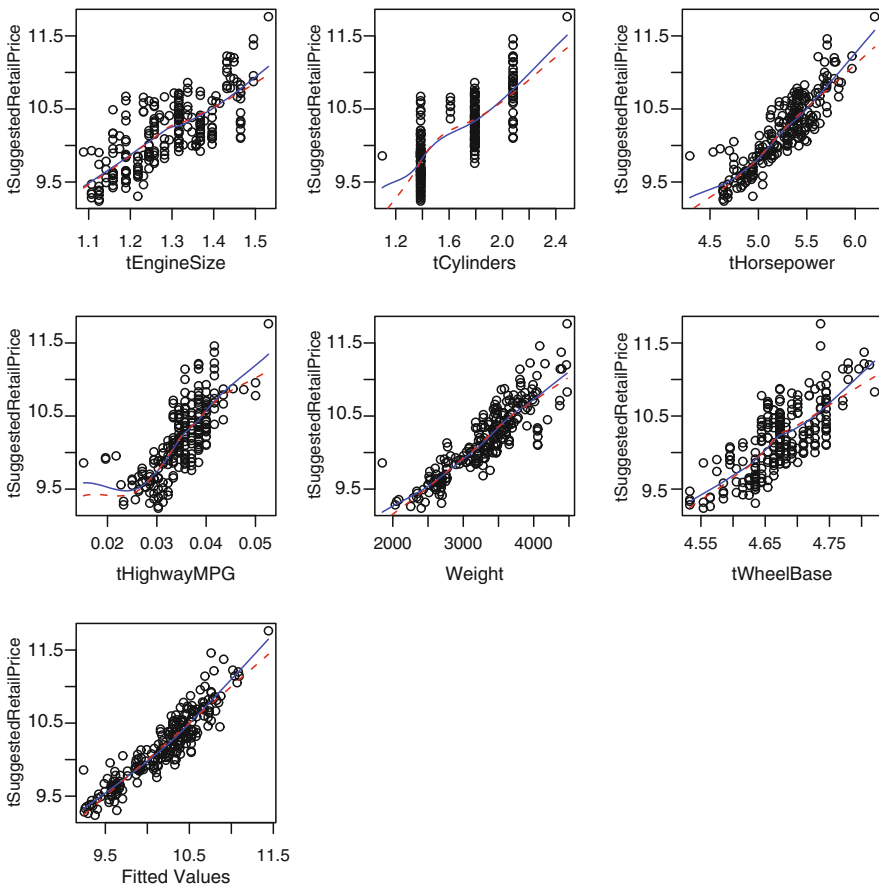 tSuggestedRetailPrice
11.5
10.5
9.5
1.1 1.2 1.3 1.4 1.5
tEngineSize
tSuggestedRetailPrice
11.5
10.5
9.5
1.2 1.6 2.0 2.4
tCylinders
tSuggestedRetailPrice
11.5
10.5
9.5
4.5 5.0 5.5 6.0
tHorsepower
tSuggestedRetailPrice
11.5
10.5
9.5
0.02 0.03 0.04 0.05
tHighwayMPG
tSuggestedRetailPrice
11.5
10.5
9.5
2000 3000 4000
Weight
tSuggestedRetailPrice
11.5
10.5
9.5
4.55 4.65 4.75
tWheelBase
tSuggestedRetailPrice
11.5
10.5
9.5
9.5 10.5 11.5
Fitted Values